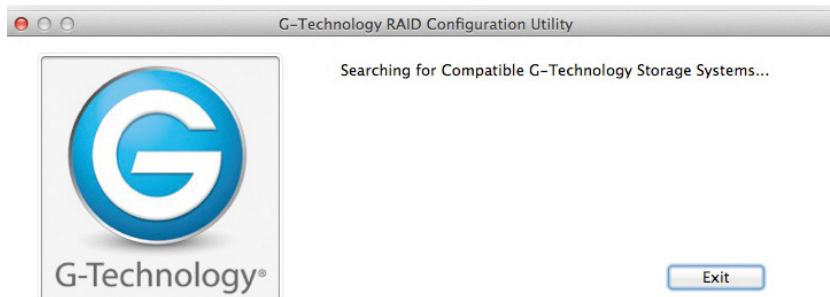 G-Technology RAID Configuration Utility
Searching for Compatible G-Technology Storage Systems...
G
G-Technology®
Exit